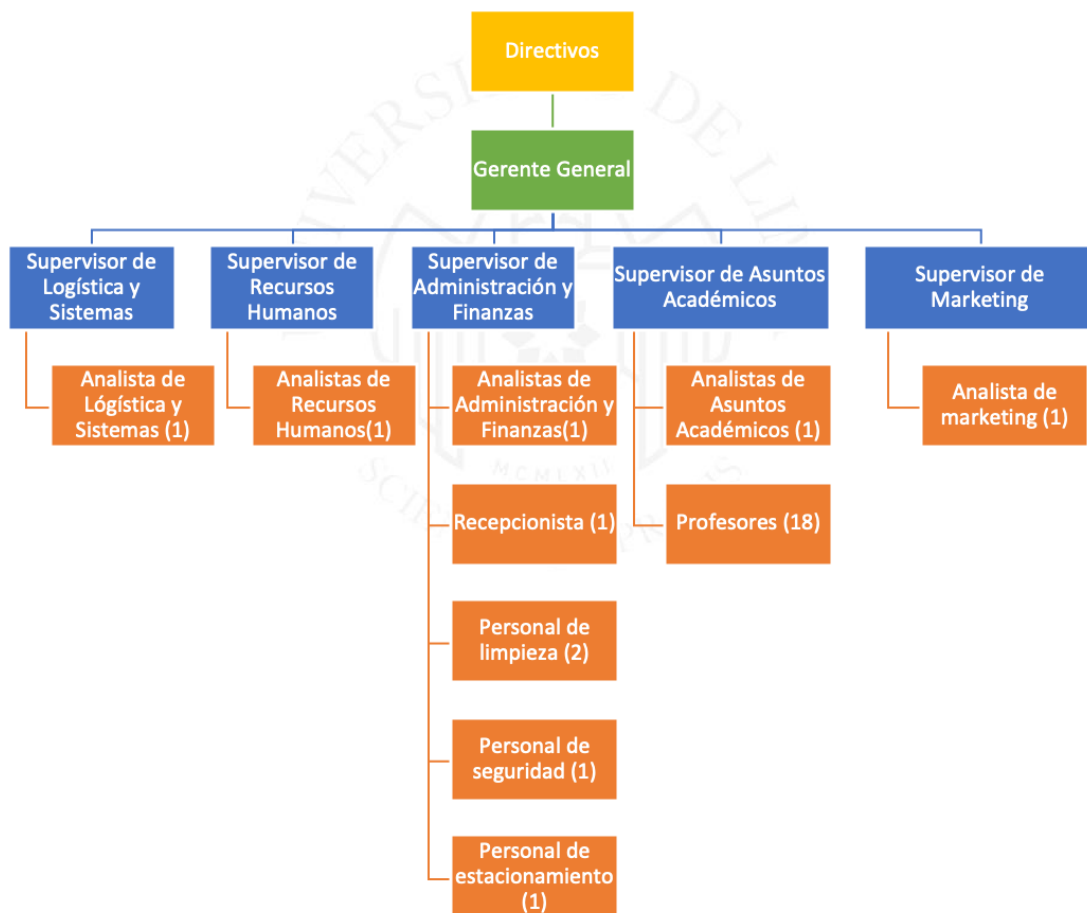 Directivos
Gerente General
Supervisor de
Logística y
Sistemas
Supervisor de
Recursos
Humanos
Supervisor de
Administración y
Finanzas
Supervisor de Asuntos
Académicos
Supervisor de
Marketing
Analista de
Lógística y
Sistemas (1)
Analistas de
Recursos
Humanos(1)
Analistas de
Administración y
Finanzas(1)
Analistas de
Asuntos
Académicos (1)
Analista de
marketing (1)
Recepcionista (1)
Profesores (18)
Personal de
limpieza (2)
Personal de
seguridad (1)
Personal de
estacionamiento
(1)
MCMLXII